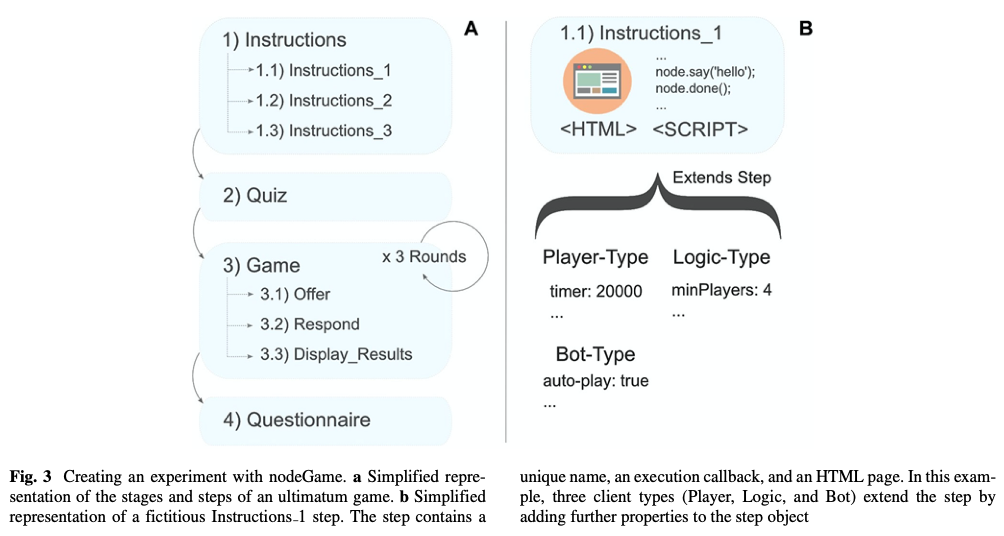 A
1) Instructions
1.1) Instructions_1
1.2) Instructions_2
1.3) Instructions_3
2) Quiz
x 3 Rounds
3) Game
3.1) Offer
3.2) Respond
3.3) Display_Results
4) Questionnaire
B
1.1) Instructions_1
...
node.say('hello');
node.done();
...
<HTML> <SCRIPT>
Extends Step
Player-Type Logic-Type
timer: 20000 minPlayers: 4
... ...
Bot-Type
auto-play: true
...
Fig. 3 Creating an experiment with nodeGame. a Simplified repre-
sentation of the stages and steps of an ultimatum game. b Simplified
representation of a fictitious Instructions_1 step. The step contains a
unique name, an execution callback, and an HTML page. In this exam-
ple, three client types (Player, Logic, and Bot) extend the step by
adding further properties to the step object